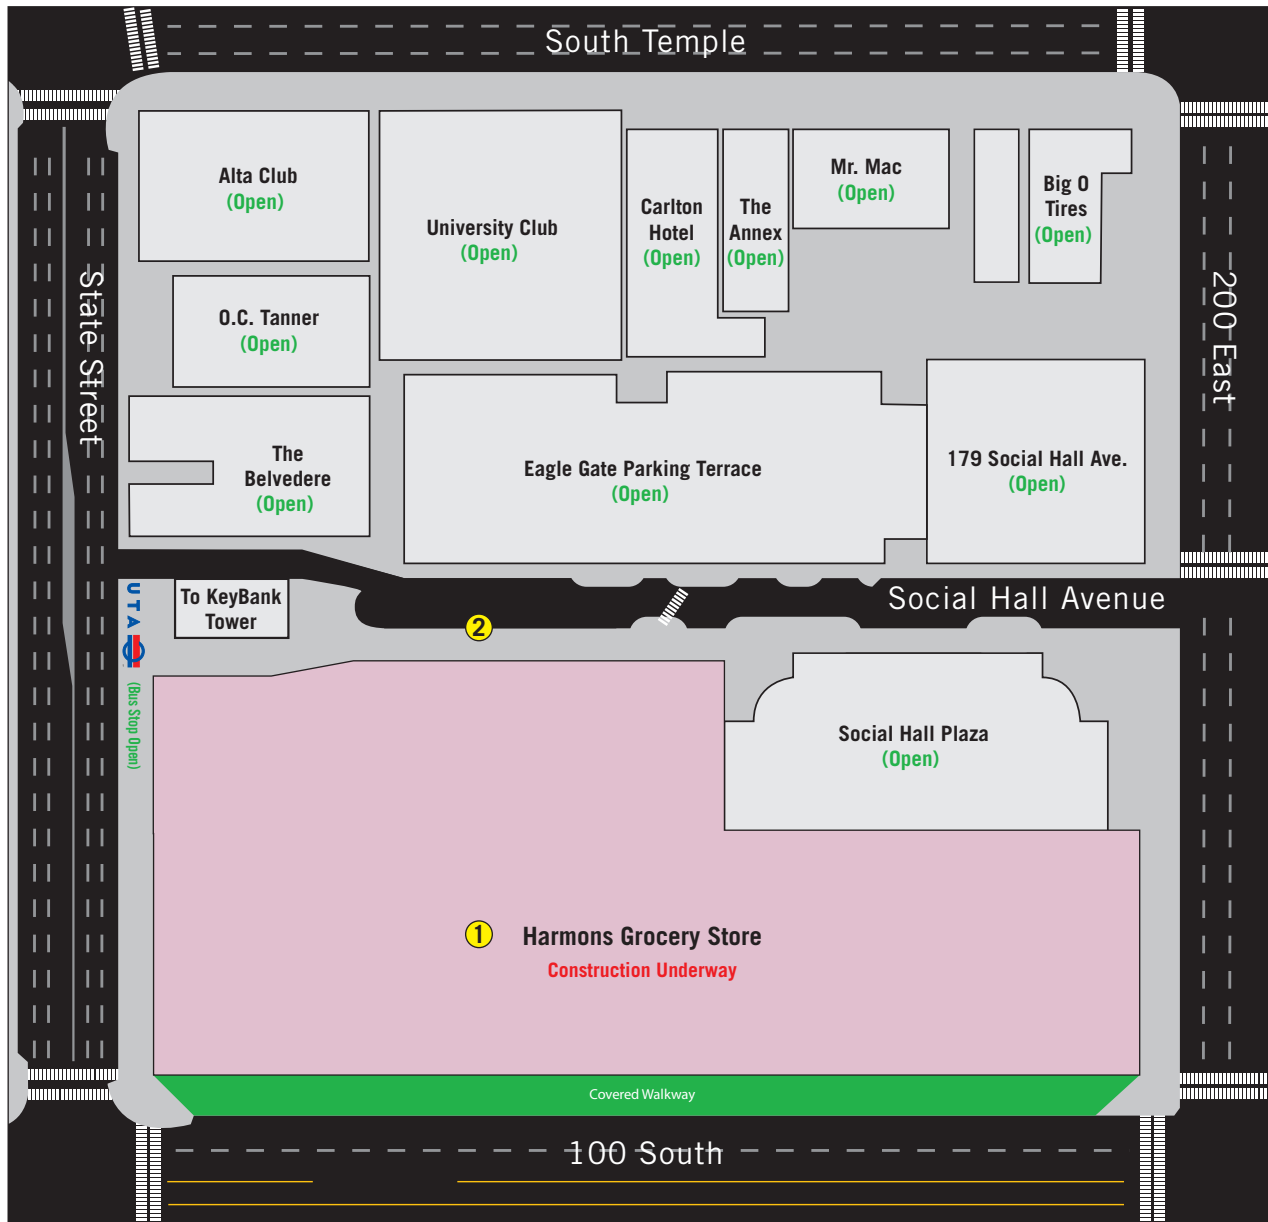 South Temple
Alta Club
(Open)
University Club
(Open)
Carlton
Hotel
(Open)
The
Annex
(Open)
Mr. Mac
(Open)
Big O
Tires
(Open)
State Street
200 East
O.C. Tanner
(Open)
The
Belvedere
(Open)
Eagle Gate Parking Terrace
(Open)
179 Social Hall Ave.
(Open)
UTA
(Bus Stop Open)
To KeyBank
Tower
Social Hall Avenue
2
Social Hall Plaza
(Open)
1
Harmons Grocery Store
Construction Underway
Covered Walkway
100 South